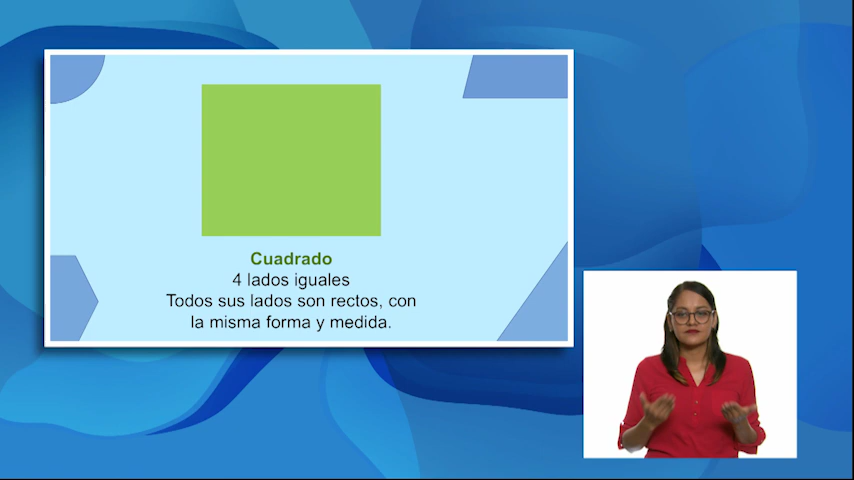 Cuadrado
4 lados iguales
Todos sus lados son rectos, con
la misma forma y medida.